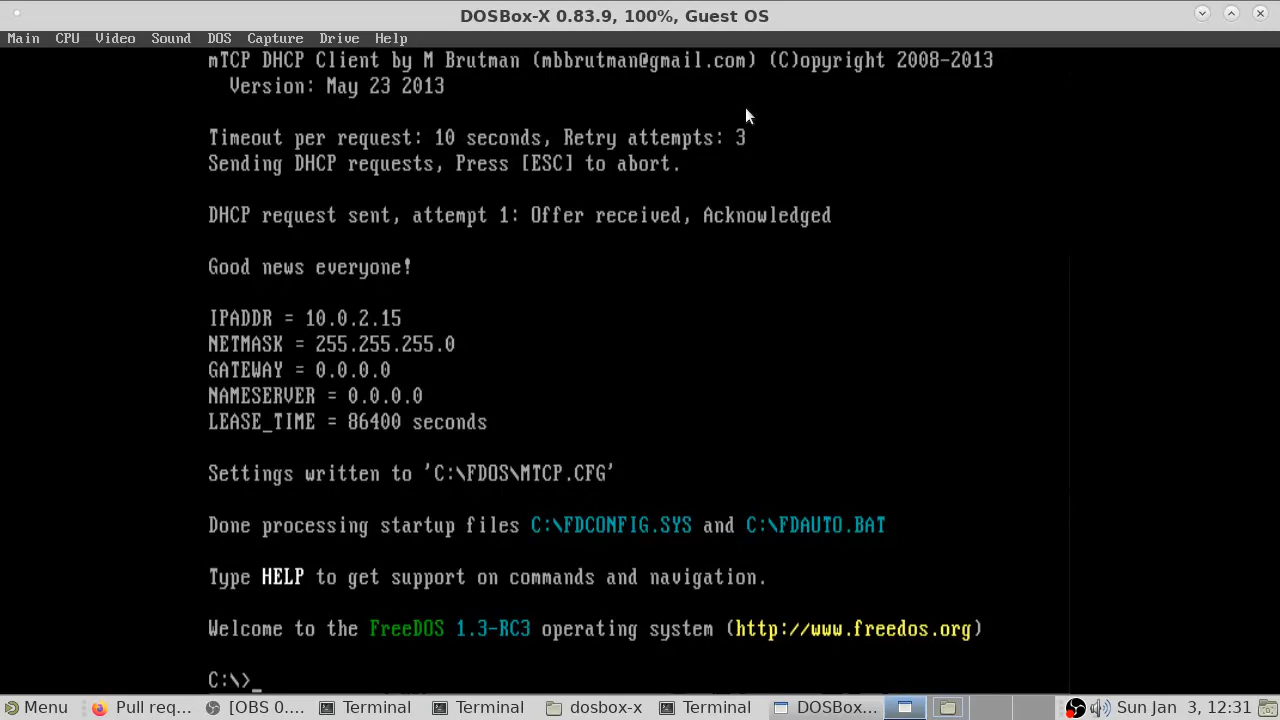 DOSBox-X 0.83.9, 100%, Guest OS
Main CPU Video Sound DOS Capture Drive Help
mTCP DHCP Client by M Brutman (mbbrutman@gmail.com) (C)opyright 2008-2013
Version: May 23 2013
Timeout per request: 10 seconds, Retry attempts: 3
Sending DHCP requests, Press [ESC] to abort.
DHCP request sent, attempt 1: Offer received, Acknowledged
Good news everyone!
IPADDR = 10.0.2.15
NETMASK = 255.255.255.0
GATEWAY = 0.0.0.0
NAMESERVER = 0.0.0.0
LEASE_TIME = 86400 seconds
Settings written to 'C:\FDOS\MTCP.CFG'
Done processing startup files C:\FDCONFIG.SYS and C:\FDAUTO.BAT
Type HELP to get support on commands and navigation.
Welcome to the FreeDOS 1.3-RC3 operating system (http://www.freedos.org)
C:\>_
Menu Pull req... [OBS 0.... Terminal Terminal dosbox-x Terminal DOSBox... Sun Jan 3, 12:31